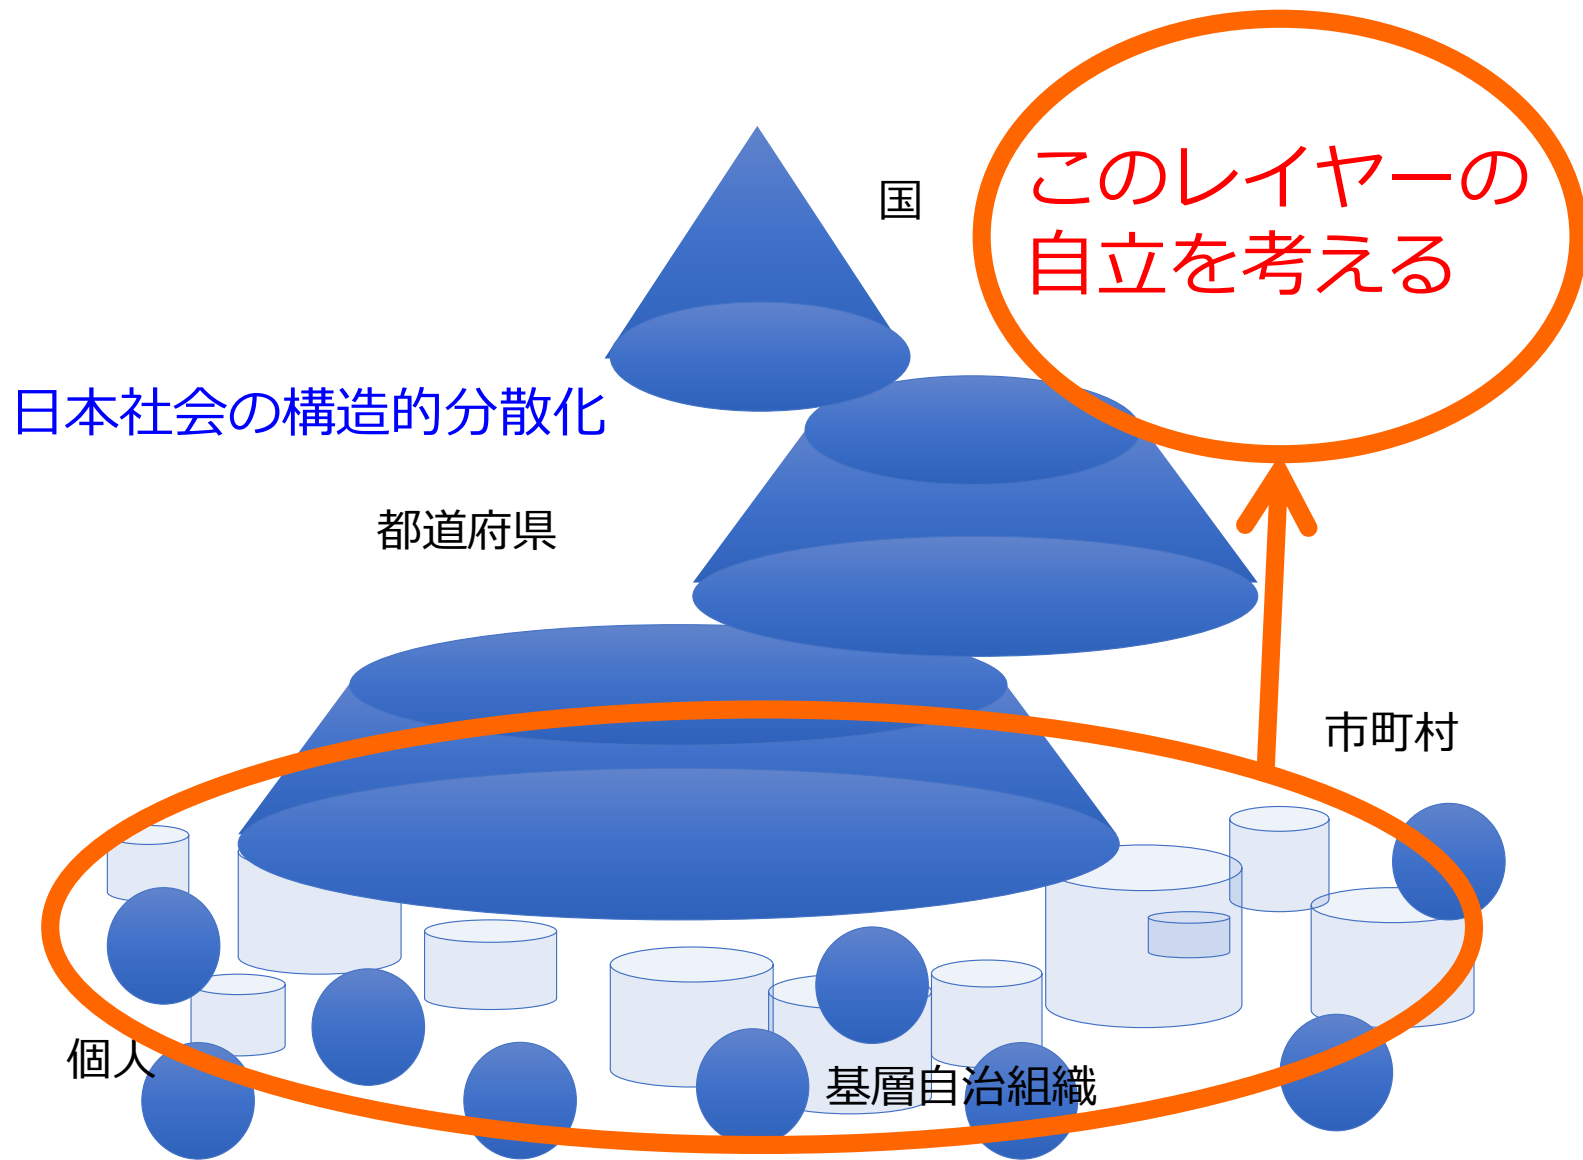 国
このレイヤーの
自立を考える
日本社会の構造的分散化
都道府県
市町村
個人
基層自治組織